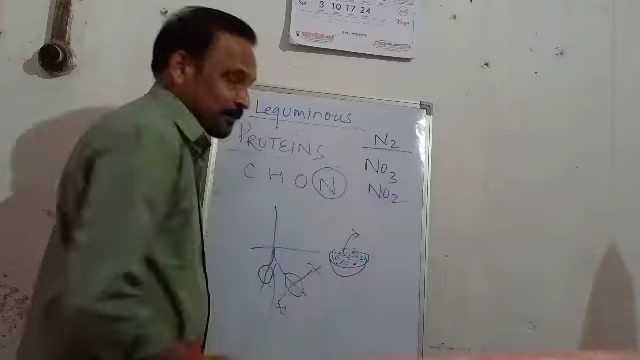 3 10 17 24
Leguminous
PROTEINS
C H O N
N2
NO3
NO2